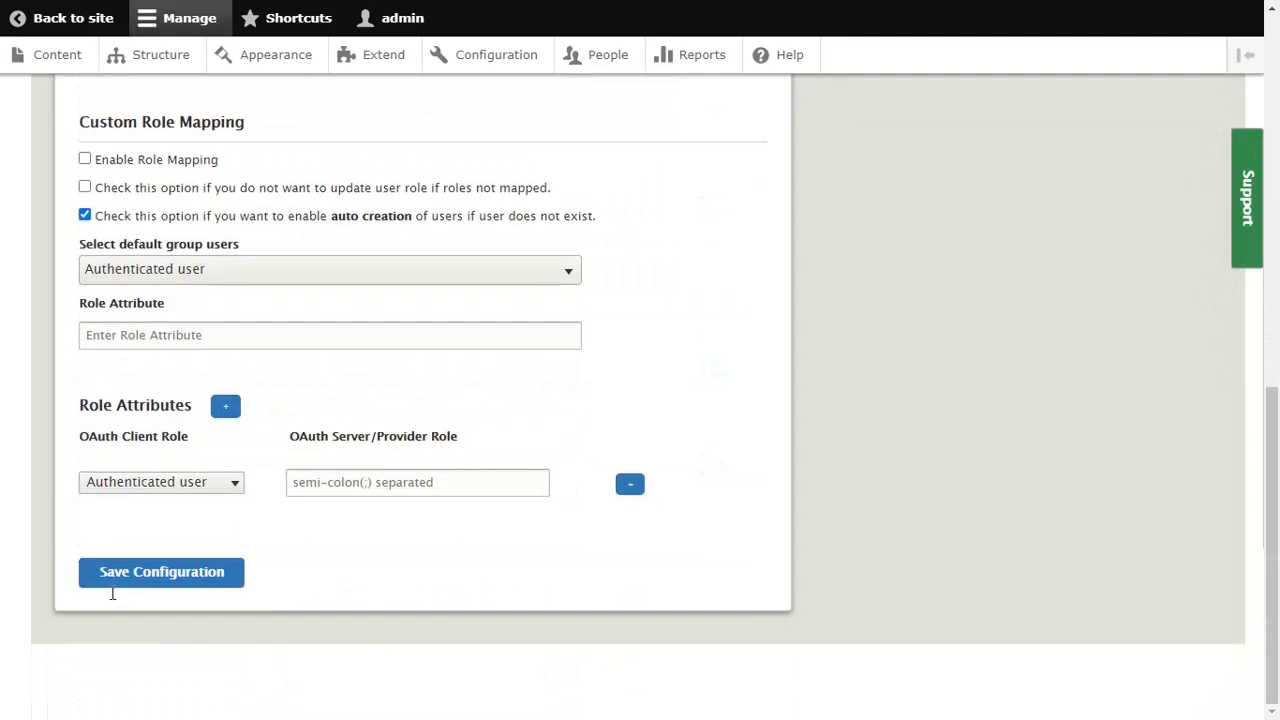 Back to site Manage Shortcuts admin
Content Structure Appearance Extend Configuration People Reports Help
Custom Role Mapping
Enable Role Mapping
Check this option if you do not want to update user role if roles not mapped.
Check this option if you want to enable auto creation of users if user does not exist.
Select default group users
Authenticated user
Role Attribute
Enter Role Attribute
Role Attributes +
OAuth Client Role OAuth Server/Provider Role
Authenticated user semi-colon(;) separated -
Save Configuration
Support